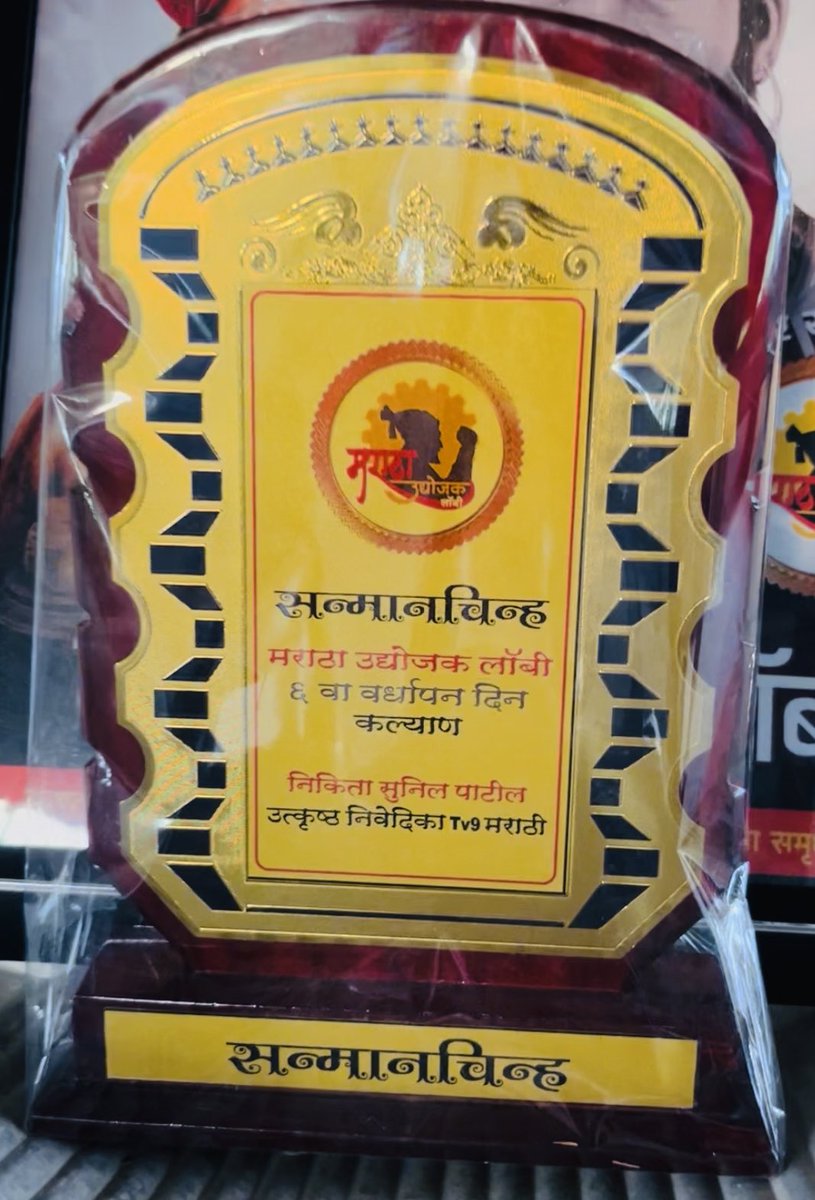 मराठा
उद्योजक
लॉबी
सन्मानचिन्ह
मराठा उद्योजक लॉबी
६ वा वर्धापन दिन
कल्याण
निकिता सुनिल पाटील
उत्कृष्ठ निवेदिका Tv9 मराठी
सन्मानचिन्ह